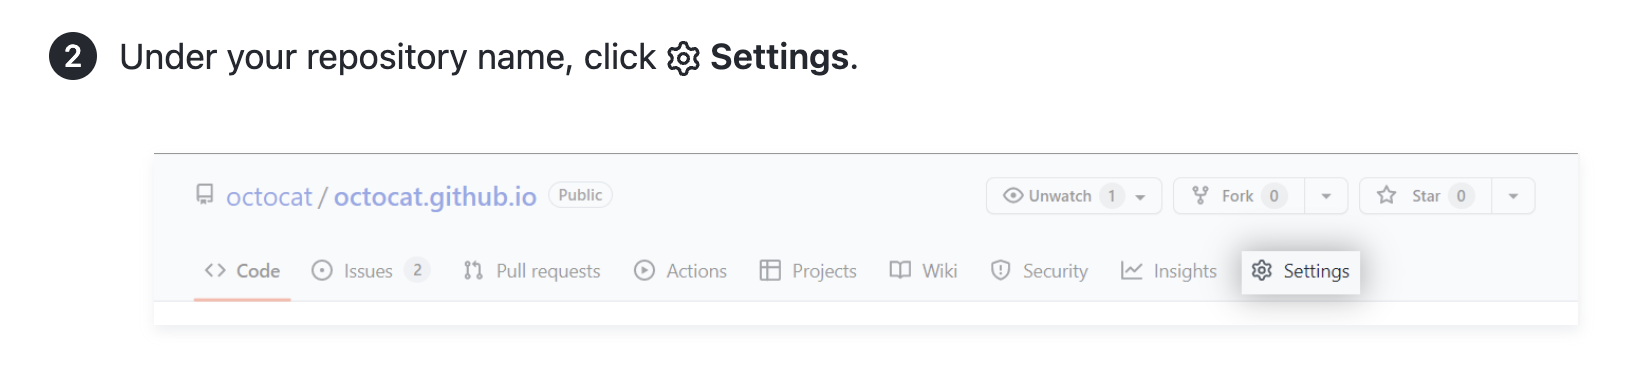 2 Under your repository name, click Settings.
octocat / octocat.github.io Public Unwatch 1 Fork 0 Star 0
Code Issues 2 Pull requests Actions Projects Wiki Security Insights Settings